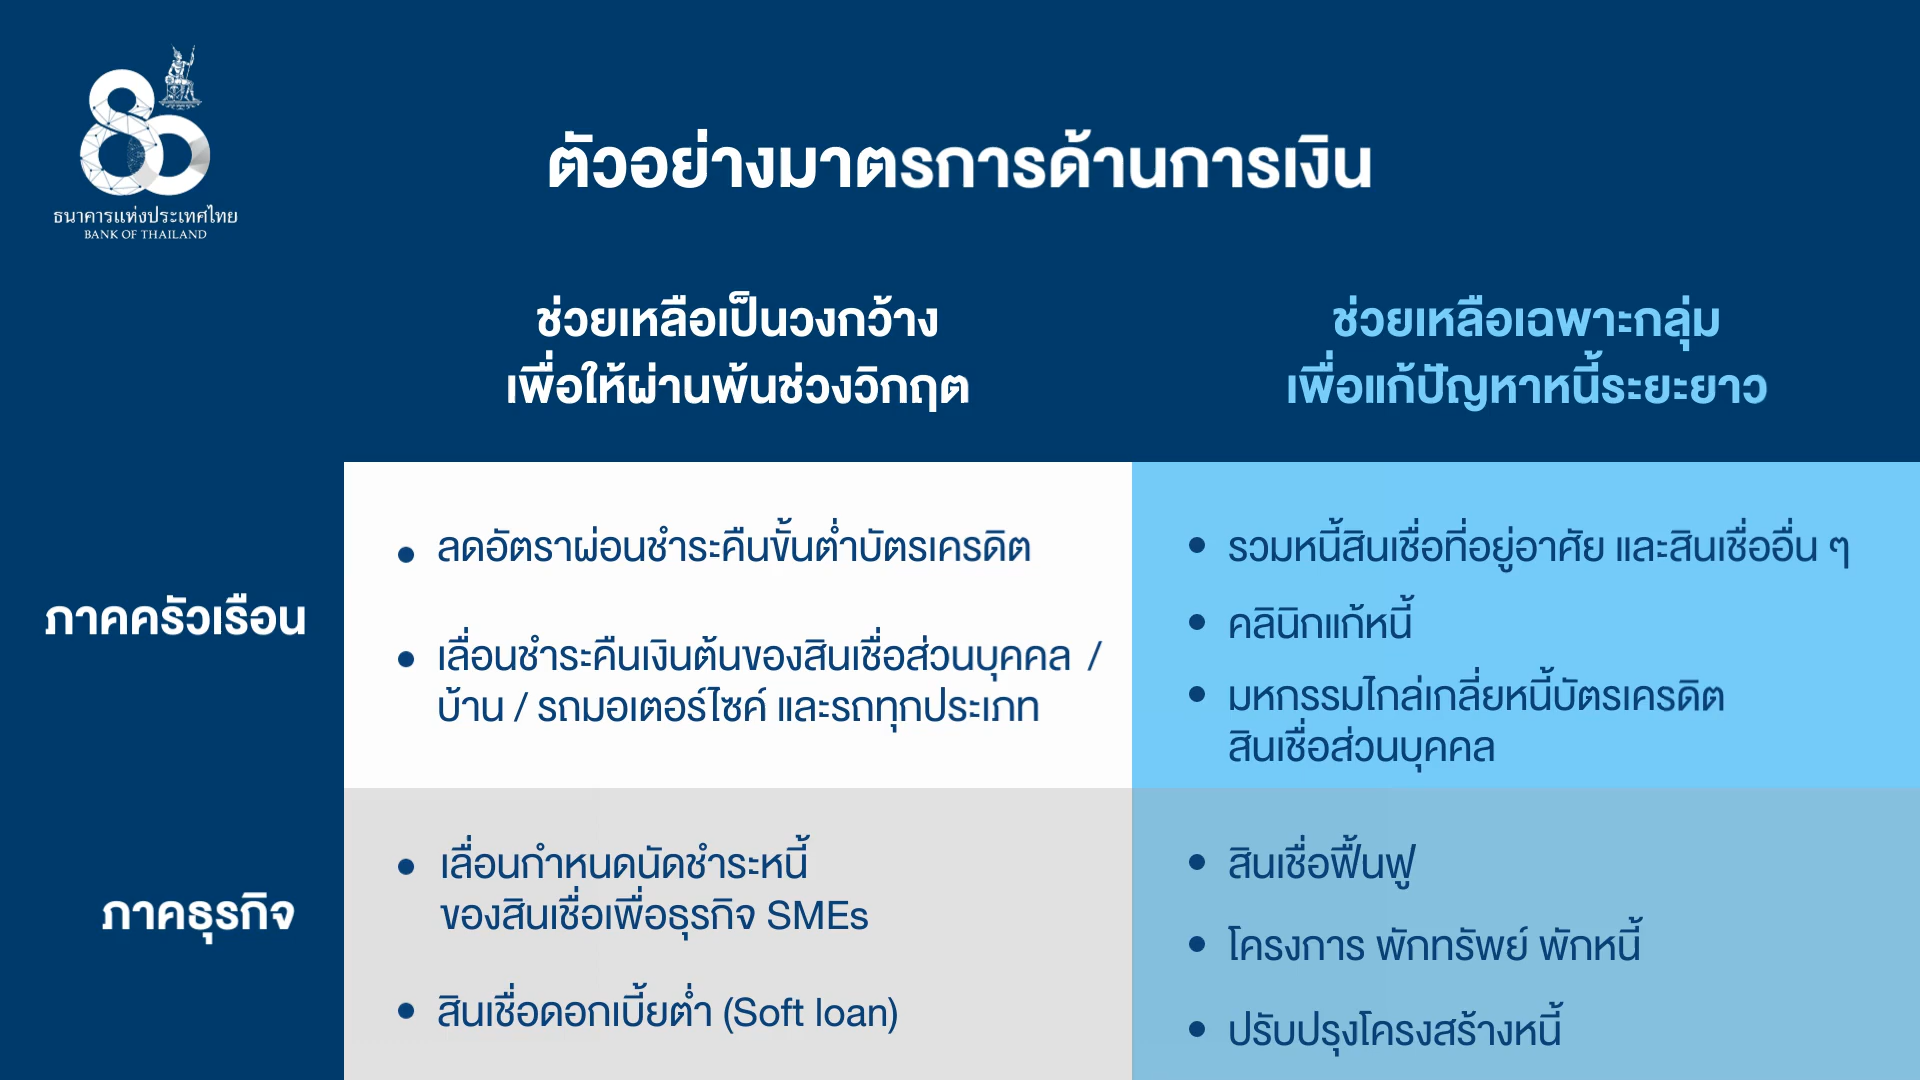 80
ธนาคารแห่งประเทศไทย
BANK OF THAILAND
ตัวอย่างมาตรการด้านการเงิน
ช่วยเหลือเป็นวงกว้าง
เพื่อให้ผ่านพ้นช่วงวิกฤต
ช่วยเหลือเฉพาะกลุ่ม
เพื่อแก้ปัญหาหนี้ระยะยาว
ภาคครัวเรือน
• ลดอัตราผ่อนชำระคืนขั้นต่ำบัตรเครดิต
• เลื่อนชำระคืนเงินต้นของสินเชื่อส่วนบุคคล /
บ้าน / รถมอเตอร์ไซค์ และรถทุกประเภท
• รวมหนี้สินเชื่อที่อยู่อาศัย และสินเชื่ออื่น ๆ
• คลินิกแก้หนี้
• มหกรรมไกล่เกลี่ยหนี้บัตรเครดิต
สินเชื่อส่วนบุคคล
ภาคธุรกิจ
• เลื่อนกำหนดนัดชำระหนี้
ของสินเชื่อเพื่อธุรกิจ SMEs
• สินเชื่อดอกเบี้ยต่ำ (Soft loan)
• สินเชื่อฟื้นฟู
• โครงการ พักทรัพย์ พักหนี้
• ปรับปรุงโครงสร้างหนี้